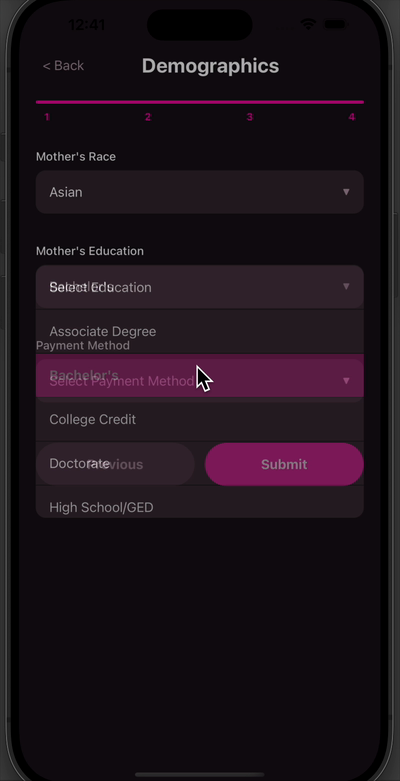 12:41
< Back
Demographics
1 2 3 4
Mother's Race
Asian
Mother's Education
Select Education
Associate Degree
Payment Method
Bachelor's
Select Payment Method
College Credit
Doctorate
Previous
Submit
High School/GED